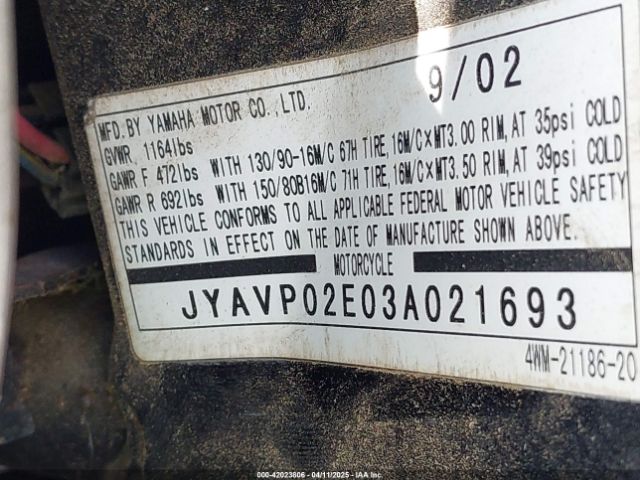 9/02
MFD.BY YAMAHA MOTOR CO.,LTD.
GVWR. 1164lbs
GAWR F 472lbs WITH 130/90-16M/C 67H TIRE,16M/C×MT3.00 RIM,AT 35psi COLD
GAWR R 692lbs WITH 150/80B16M/C 71H TIRE,16M/C×MT3.50 RIM,AT 39psi COLD
THIS VEHICLE CONFORMS TO ALL APPLICABLE FEDERAL MOTOR VEHICLE SAFETY
STANDARDS IN EFFECT ON THE DATE OF MANUFACTURE SHOWN ABOVE.
MOTORCYCLE
JYAVP02E03A021693
4WM-21186-20
000-42023806 - 04/11/2025 - IAA Inc.